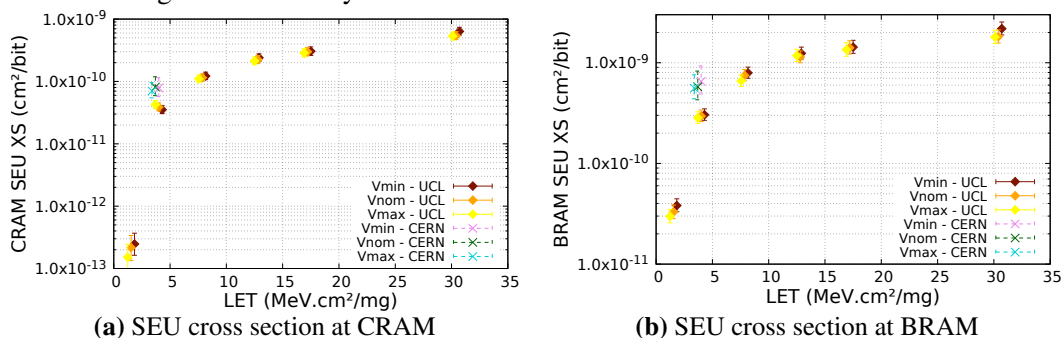 1.0x10⁻⁹
1.0x10⁻¹⁰
1.0x10⁻¹¹
1.0x10⁻¹²
1.0x10⁻¹³
CRAM SEU XS (cm²/bit)
0 5 10 15 20 25 30 35
LET (MeV.cm²/mg)
Vmin - UCL
Vnom - UCL
Vmax - UCL
Vmin - CERN
Vnom - CERN
Vmax - CERN
(a) SEU cross section at CRAM
1.0x10⁻⁹
1.0x10⁻¹⁰
1.0x10⁻¹¹
BRAM SEU XS (cm²/bit)
0 5 10 15 20 25 30 35
LET (MeV.cm²/mg)
Vmin - UCL
Vnom - UCL
Vmax - UCL
Vmin - CERN
Vnom - CERN
Vmax - CERN
(b) SEU cross section at BRAM